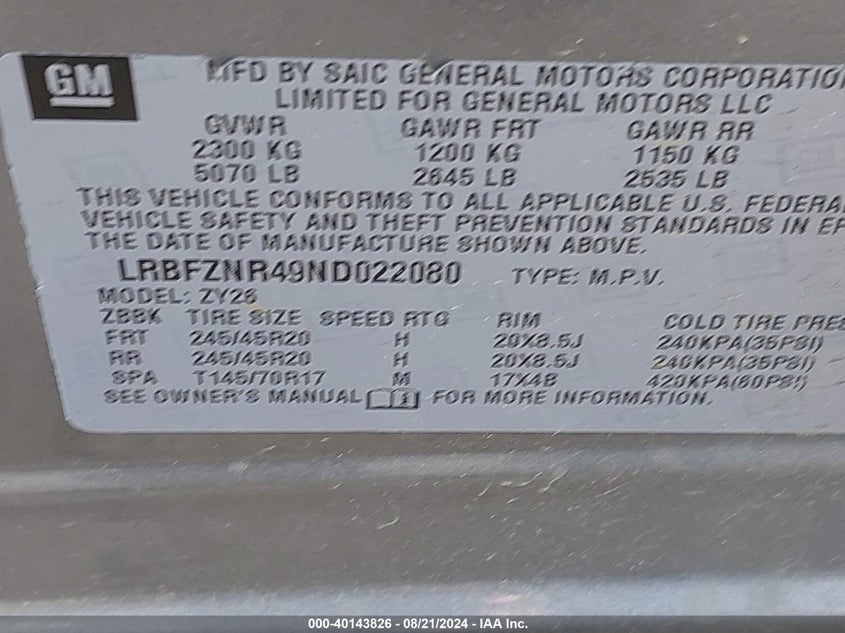 GM
MFD BY SAIC GENERAL MOTORS CORPORATION
LIMITED FOR GENERAL MOTORS LLC
GVWR GAWR FRT GAWR RR
2300 KG 1200 KG 1150 KG
5070 LB 2645 LB 2535 LB
THIS VEHICLE CONFORMS TO ALL APPLICABLE U.S. FEDERA
VEHICLE SAFETY AND THEFT PREVENTION STANDARDS IN EF
THE DATE OF MANUFACTURE SHOWN ABOVE.
LRBFZNR49ND022080 TYPE: M.P.V.
MODEL: ZY26
ZBBK TIRE SIZE SPEED RTG RIM COLD TIRE PRES
FRT 245/45R20 H 20X8.5J 240KPA(35PSI)
RR 245/45R20 H 20X8.5J 240KPA(35PSI)
SPA T145/70R17 M 17X4B 420KPA(60PSI)
SEE OWNER'S MANUAL FOR MORE INFORMATION.
000-40143826 - 08/21/2024 - IAA Inc.